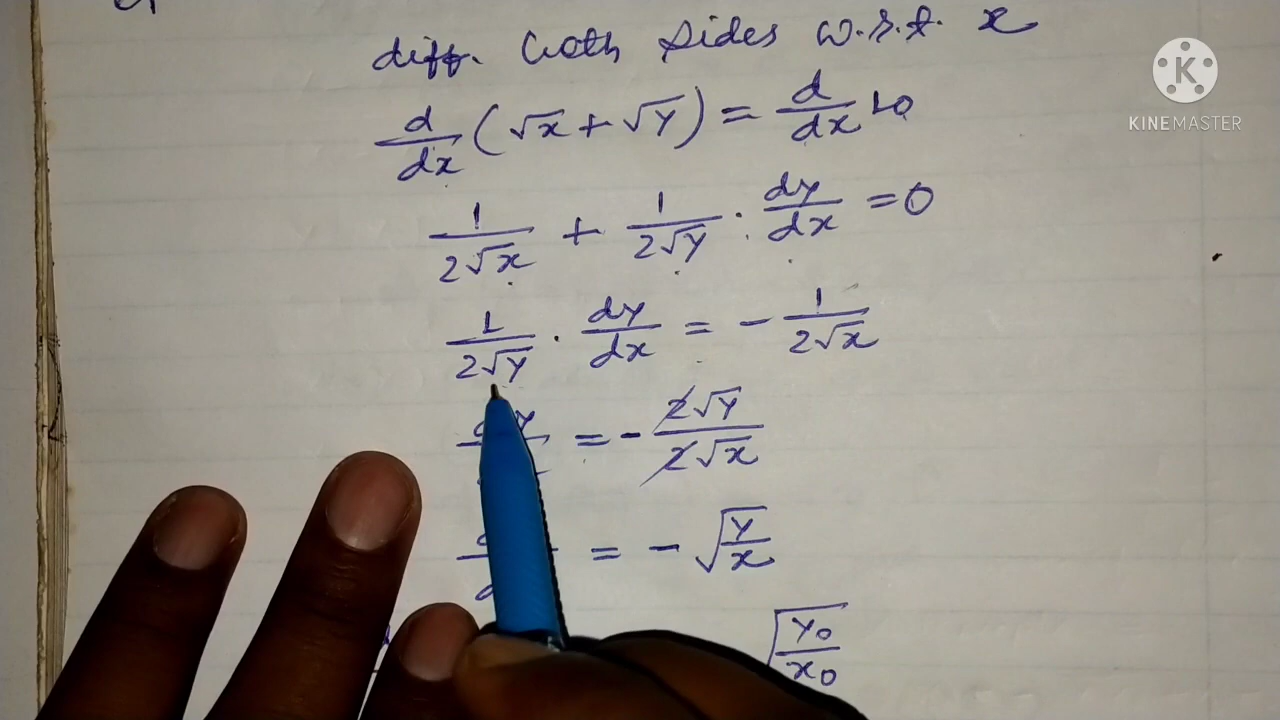 diff. both sides w.r.t. x
d/dx (√x + √y) = d/dx 10
K
KINEMASTER
1/2√x + 1/2√y · dy/dx = 0
1/2√y · dy/dx = - 1/2√x
= - 2√y/2√x
= - √y/x
√y0/x0